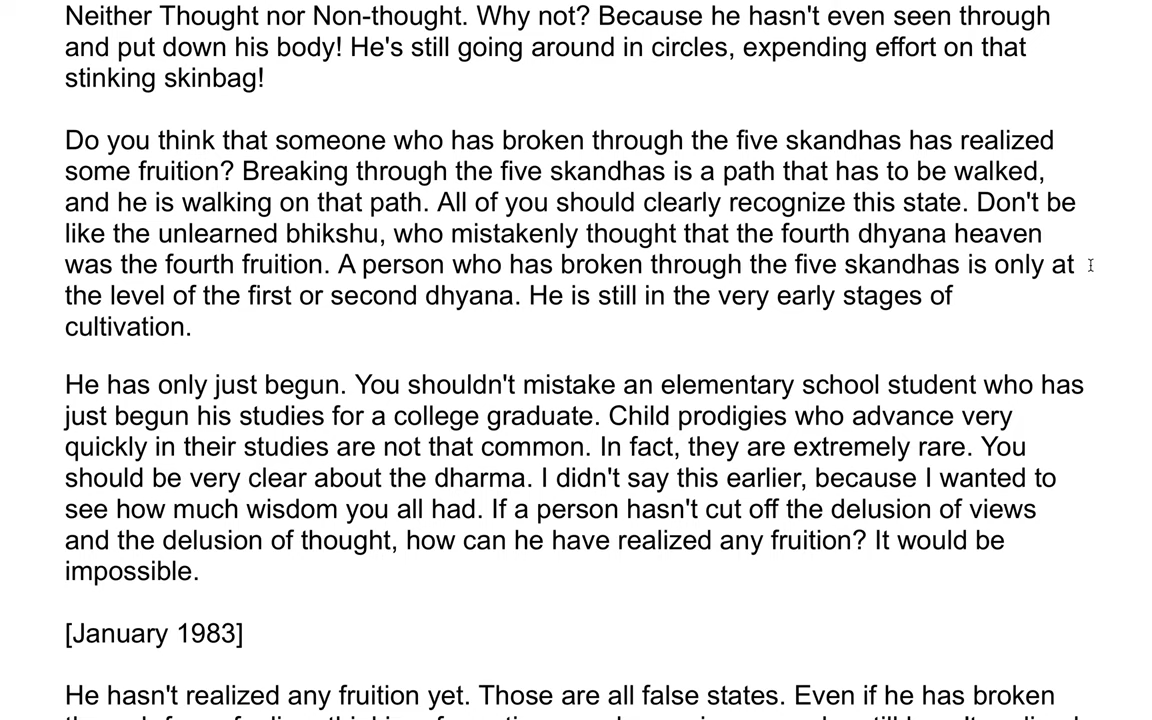 Neither Thought nor Non-thought. Why not? Because he hasn't even seen through
and put down his body! He's still going around in circles, expending effort on that
stinking skinbag!
Do you think that someone who has broken through the five skandhas has realized
some fruition? Breaking through the five skandhas is a path that has to be walked,
and he is walking on that path. All of you should clearly recognize this state. Don't be
like the unlearned bhikshu, who mistakenly thought that the fourth dhyana heaven
was the fourth fruition. A person who has broken through the five skandhas is only at
the level of the first or second dhyana. He is still in the very early stages of
cultivation.
He has only just begun. You shouldn't mistake an elementary school student who has
just begun his studies for a college graduate. Child prodigies who advance very
quickly in their studies are not that common. In fact, they are extremely rare. You
should be very clear about the dharma. I didn't say this earlier, because I wanted to
see how much wisdom you all had. If a person hasn't cut off the delusion of views
and the delusion of thought, how can he have realized any fruition? It would be
impossible.
[January 1983]
He hasn't realized any fruition yet. Those are all false states. Even if he has broken